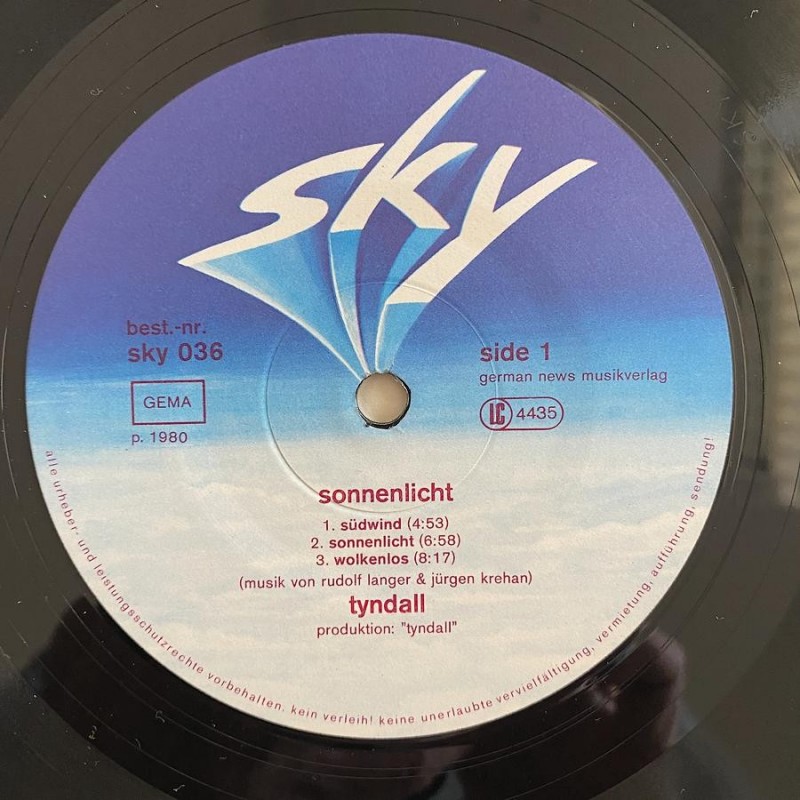 sky
best.-nr.
sky 036
GEMA
p. 1980
side 1
german news musikverlag
LC 4435
sonnenlicht
1. südwind (4:53)
2. sonnenlicht (6:58)
3. wolkenlos (8:17)
(musik von rudolf langer & jürgen krehan)
tyndall
produktion: "tyndall"
alle urheber- und leistungsschutzrechte vorbehalten. kein verleih! keine unerlaubte vervielfältigung, vermietung, aufführung, sendung!